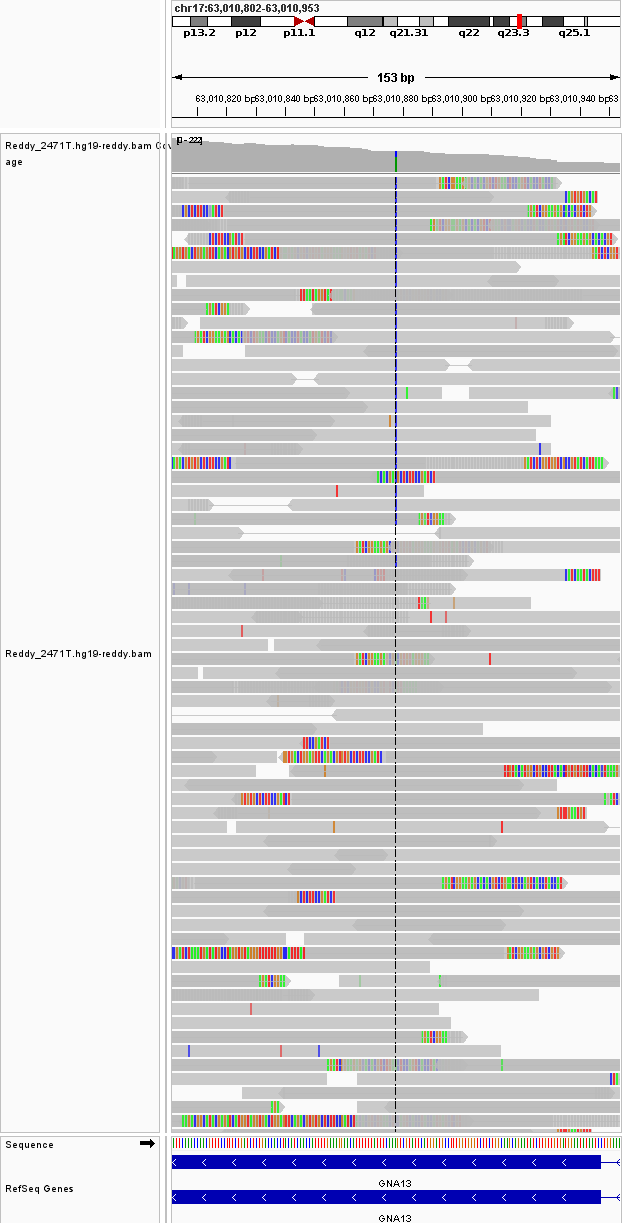 chr17:63,010,802-63,010,953
p13.2 p12 p11.1 q12 q21.31 q22 q23.3 q25.1
153 bp
63,010,820 bp 63,010,840 bp 63,010,860 bp 63,010,880 bp 63,010,900 bp 63,010,920 bp 63,010,940 bp 63
Reddy_2471T.hg19-reddy.bam Cov
age
[0 - 222]
Reddy_2471T.hg19-reddy.bam
Sequence
GNA13
RefSeq Genes
GNA13